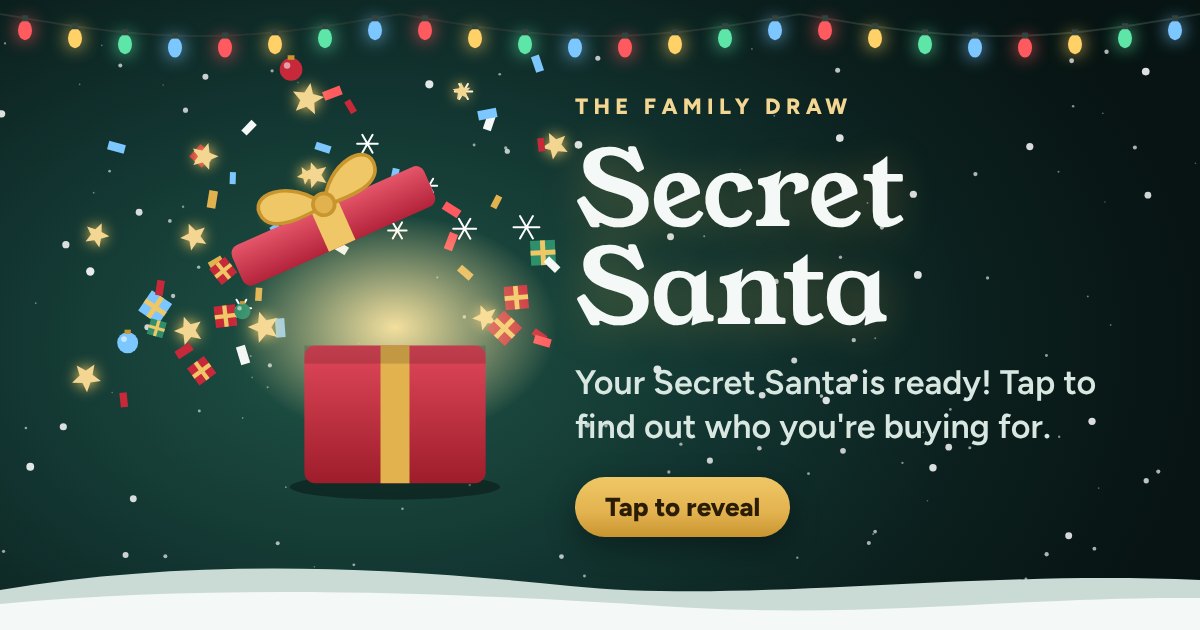 THE FAMILY DRAW
Secret
Santa
Your Secret Santa is ready! Tap to
find out who you're buying for.
Tap to reveal